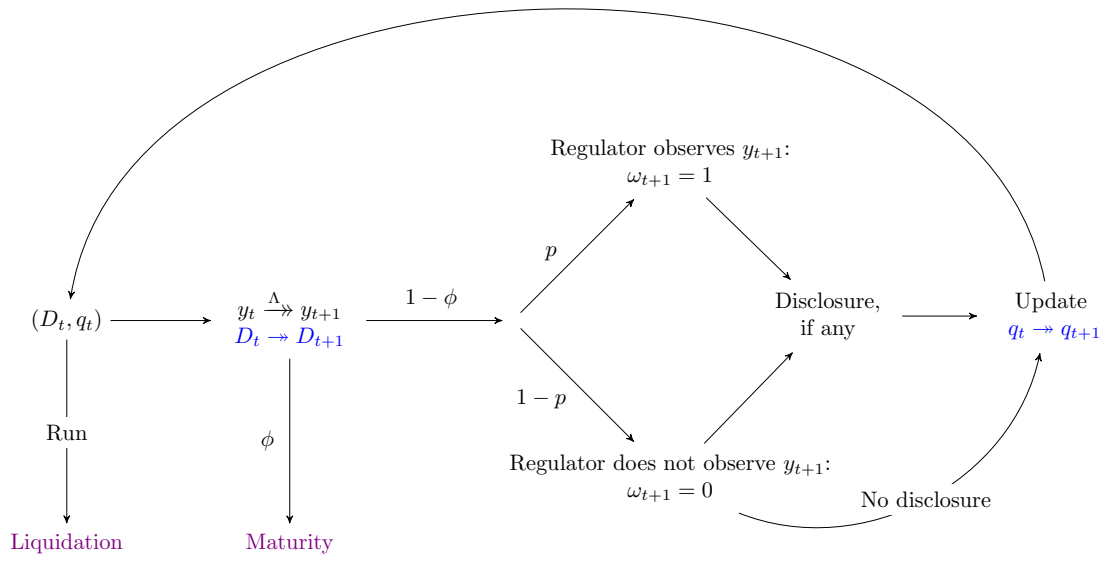 Regulator observes y_{t+1}:
ω_{t+1} = 1
p
(D_t, q_t)
y_t \overset{Λ}{↠} y_{t+1}
D_t ↠ D_{t+1}
1 − ϕ
Disclosure,
if any
Update
q_t ↠ q_{t+1}
1 − p
Run
ϕ
Regulator does not observe y_{t+1}:
ω_{t+1} = 0
No disclosure
Liquidation
Maturity